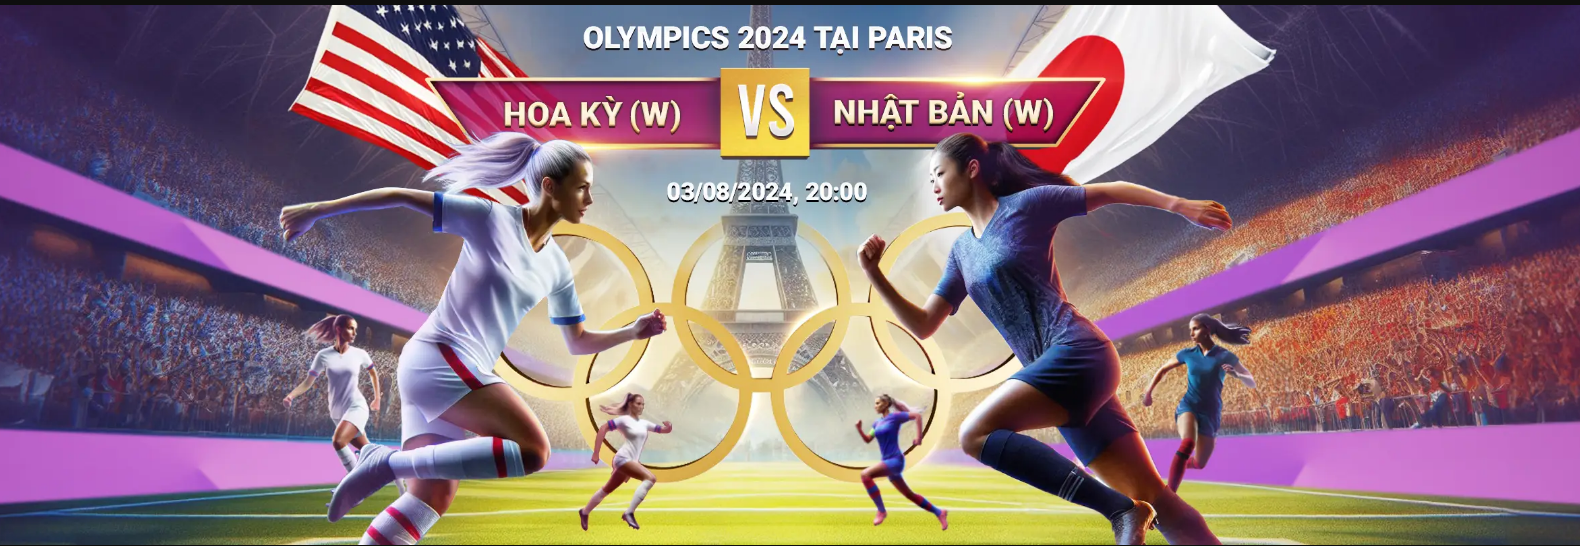 OLYMPICS 2024 TẠI PARIS
HOA KỲ (W) VS NHẬT BẢN (W)
03/08/2024, 20:00